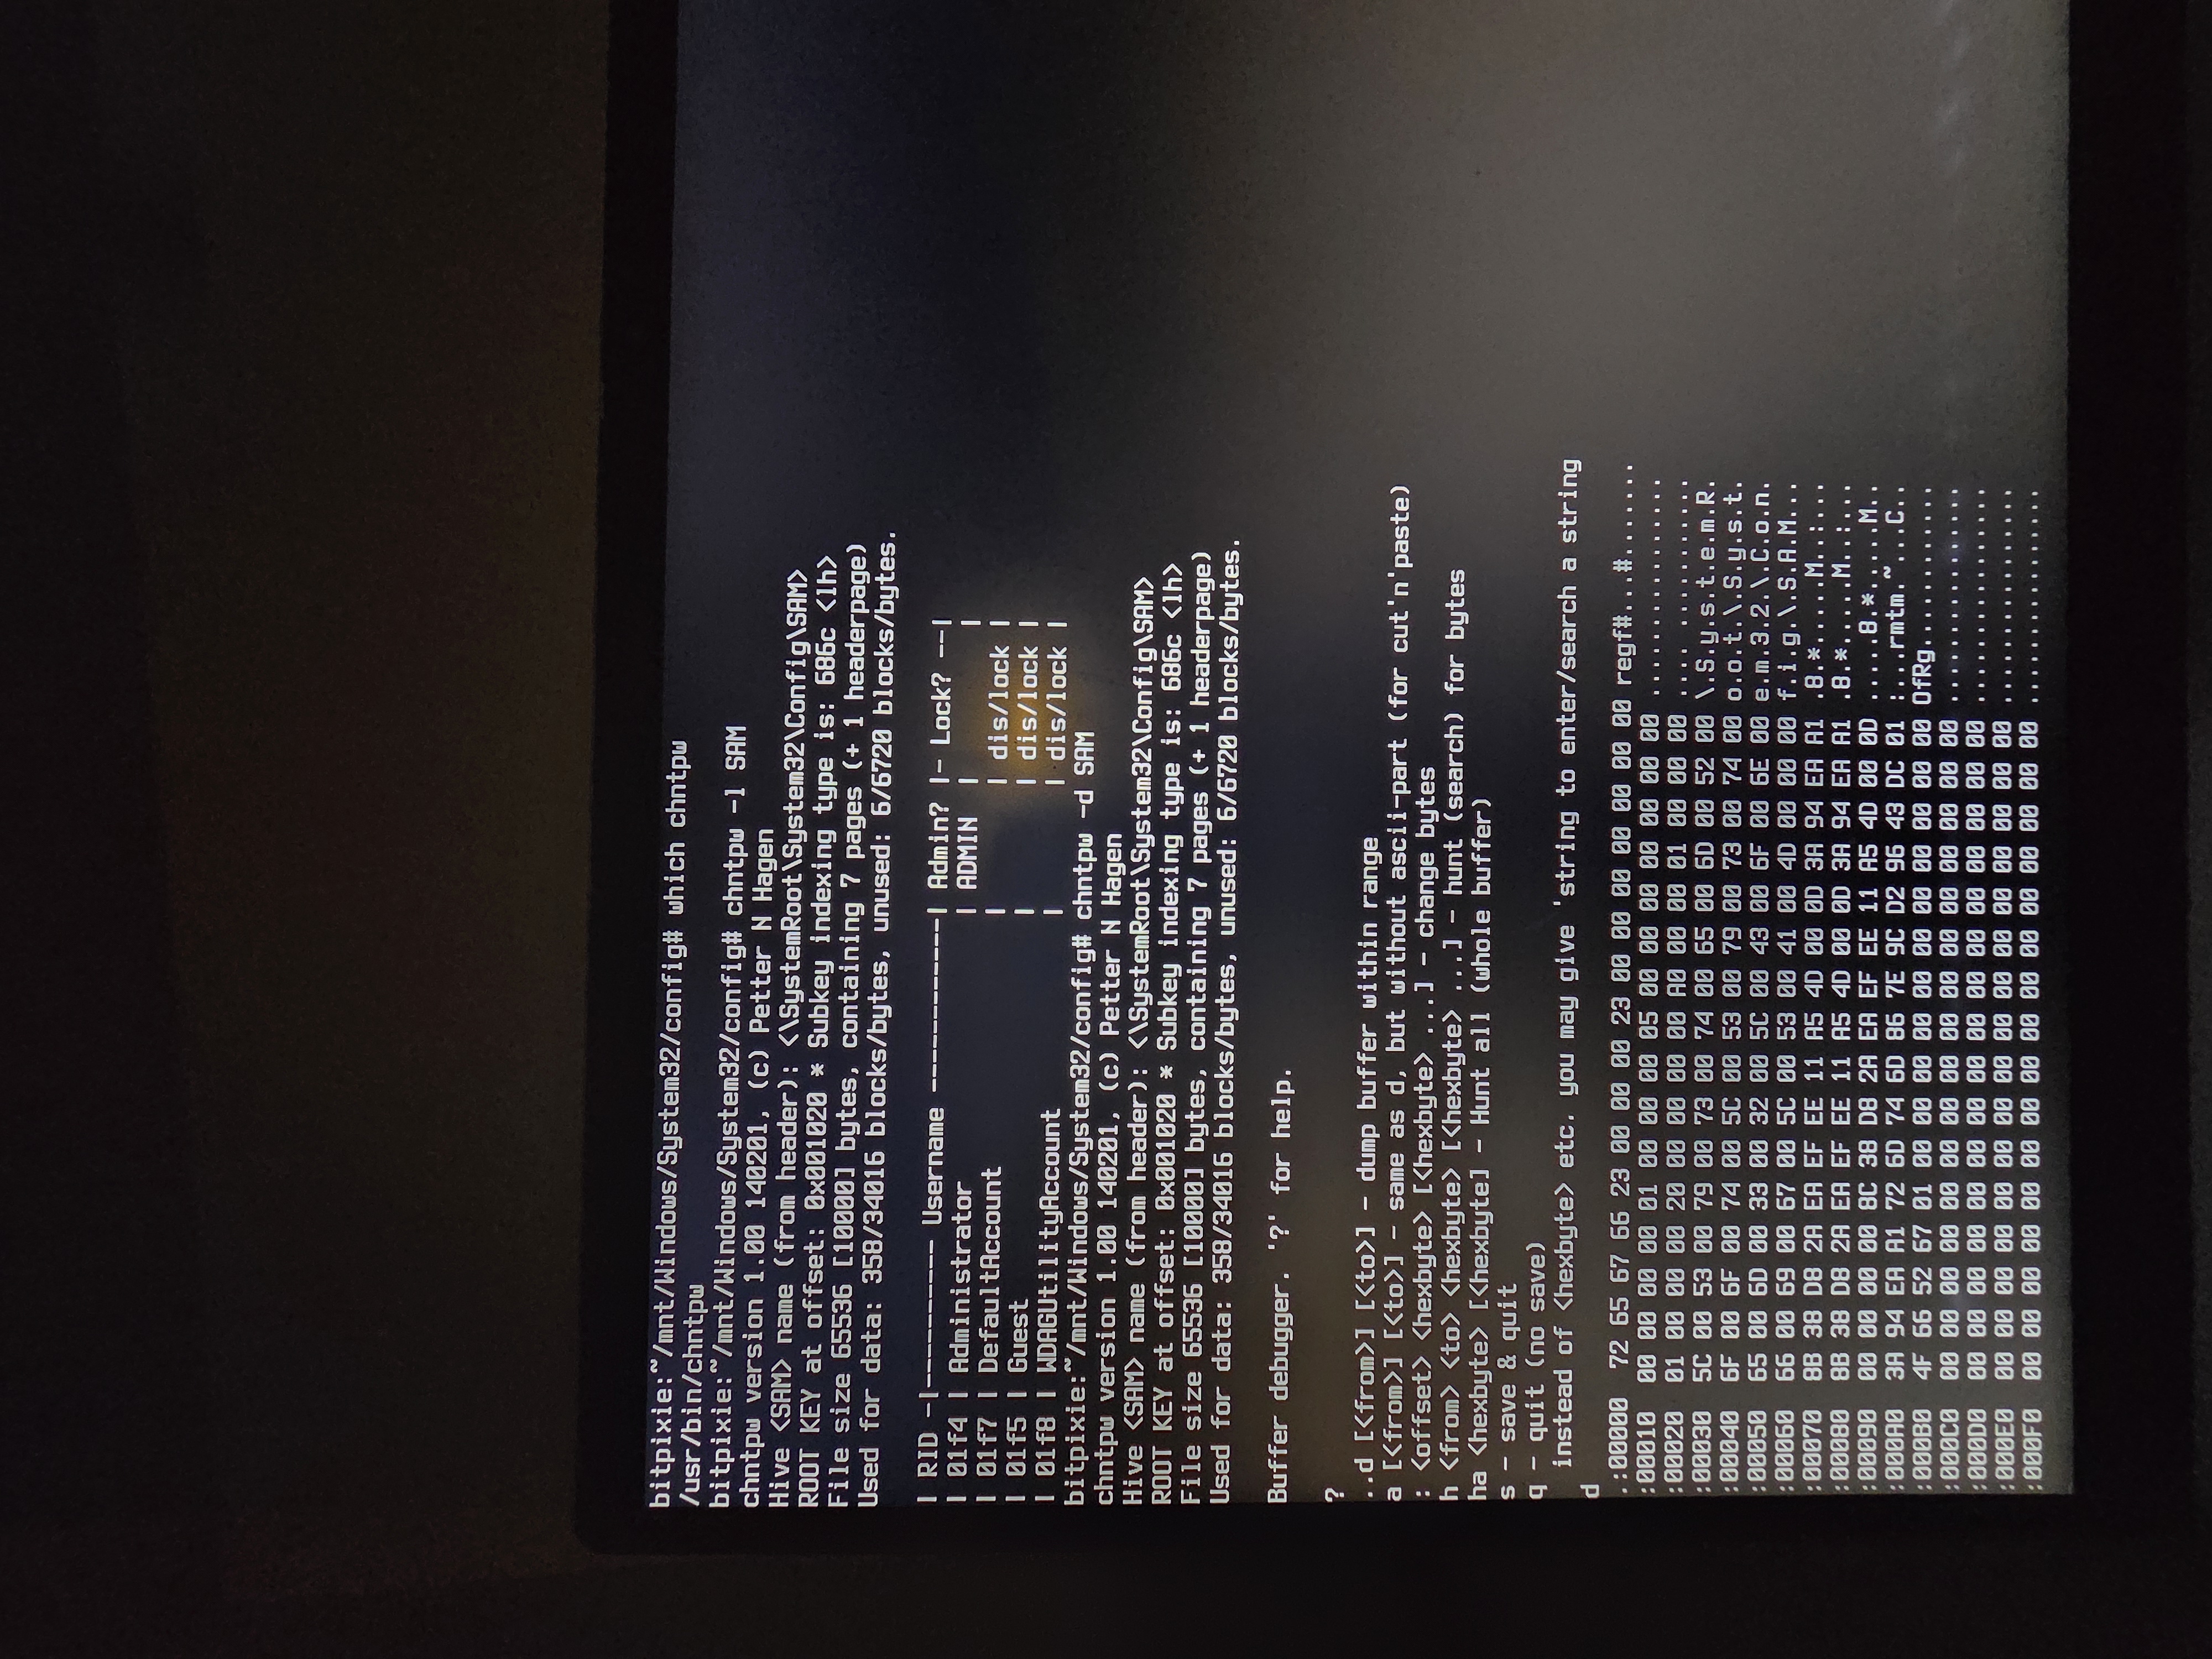 bitpixie:~/mnt/Windows/System32/config# which chntpw
/usr/bin/chntpw
bitpixie:~/mnt/Windows/System32/config# chntpw -l SAM
chntpw version 1.00 140201, (c) Petter N Hagen
Hive <SAM> name (from header): <\SystemRoot\System32\Config\SAM>
ROOT KEY at offset: 0x001020 * Subkey indexing type is: 686c <lh>
File size 65536 [10000] bytes, containing 7 pages (+ 1 headerpage)
Used for data: 358/34016 blocks/bytes, unused: 6/6720 blocks/bytes.

| RID -|---------- Username ------------| Admin? |- Lock? --|
| 01f4 | Administrator                  | ADMIN  |          |
| 01f7 | DefaultAccount                 |        | dis/lock |
| 01f5 | Guest                          |        | dis/lock |
| 01f8 | WDAGUtilityAccount             |        | dis/lock |
bitpixie:~/mnt/Windows/System32/config# chntpw -d SAM
chntpw version 1.00 140201, (c) Petter N Hagen
Hive <SAM> name (from header): <\SystemRoot\System32\Config\SAM>
ROOT KEY at offset: 0x001020 * Subkey indexing type is: 686c <lh>
File size 65536 [10000] bytes, containing 7 pages (+ 1 headerpage)
Used for data: 358/34016 blocks/bytes, unused: 6/6720 blocks/bytes.

Buffer debugger. '?' for help.

?
..d [<from>] [<to>] - dump buffer within range
a [<from>] [<to>] - same as d, but without ascii-part (for cut'n'paste)
: <offset> <hexbyte> [<hexbyte> ...] - change bytes
h <from> <to> <hexbyte> [<hexbyte> ...] - hunt (search) for bytes
ha <hexbyte> [<hexbyte] - Hunt all (whole buffer)
s - save & quit
q - quit (no save)
  instead of <hexbyte> etc. you may give 'string to enter/search a string
d
.:00000  72 65 67 66 23 00 00 00 23 00 00 00 00 00 00 00 regf#...#.......
:00010  00 00 00 00 01 00 00 00 05 00 00 00 00 00 00 00 ................
:00020  01 00 00 00 20 00 00 00 00 A0 00 00 01 00 00 00 .... ...........
:00030  5C 00 53 00 79 00 73 00 74 00 65 00 6D 00 52 00 \.S.y.s.t.e.m.R.
:00040  6F 00 6F 00 74 00 5C 00 53 00 79 00 73 00 74 00 o.o.t.\.S.y.s.t.
:00050  65 00 6D 00 33 00 32 00 5C 00 43 00 6F 00 6E 00 e.m.3.2.\.C.o.n.
:00060  66 00 69 00 67 00 5C 00 53 00 41 00 4D 00 00 00 f.i.g.\.S.A.M...
:00070  8B 38 D8 2A EA EF EE 11 A5 4D 00 0D 3A 94 EA A1 .8.*.....M..:...
:00080  8B 38 D8 2A EA EF EE 11 A5 4D 00 0D 3A 94 EA A1 .8.*.....M..:...
:00090  00 00 00 00 8C 38 D8 2A EA EF EE 11 A5 4D 00 0D .....8.*.....M..
:000A0  3A 94 EA A1 72 6D 74 6D 86 7E 9C D2 96 43 DC 01 :...rmtm.~...C..
:000B0  4F 66 52 67 01 00 00 00 00 00 00 00 00 00 00 00 OfRg............
:000C0  00 00 00 00 00 00 00 00 00 00 00 00 00 00 00 00 ................
:000D0  00 00 00 00 00 00 00 00 00 00 00 00 00 00 00 00 ................
:000E0  00 00 00 00 00 00 00 00 00 00 00 00 00 00 00 00 ................
:000F0  00 00 00 00 00 00 00 00 00 00 00 00 00 00 00 00 ................